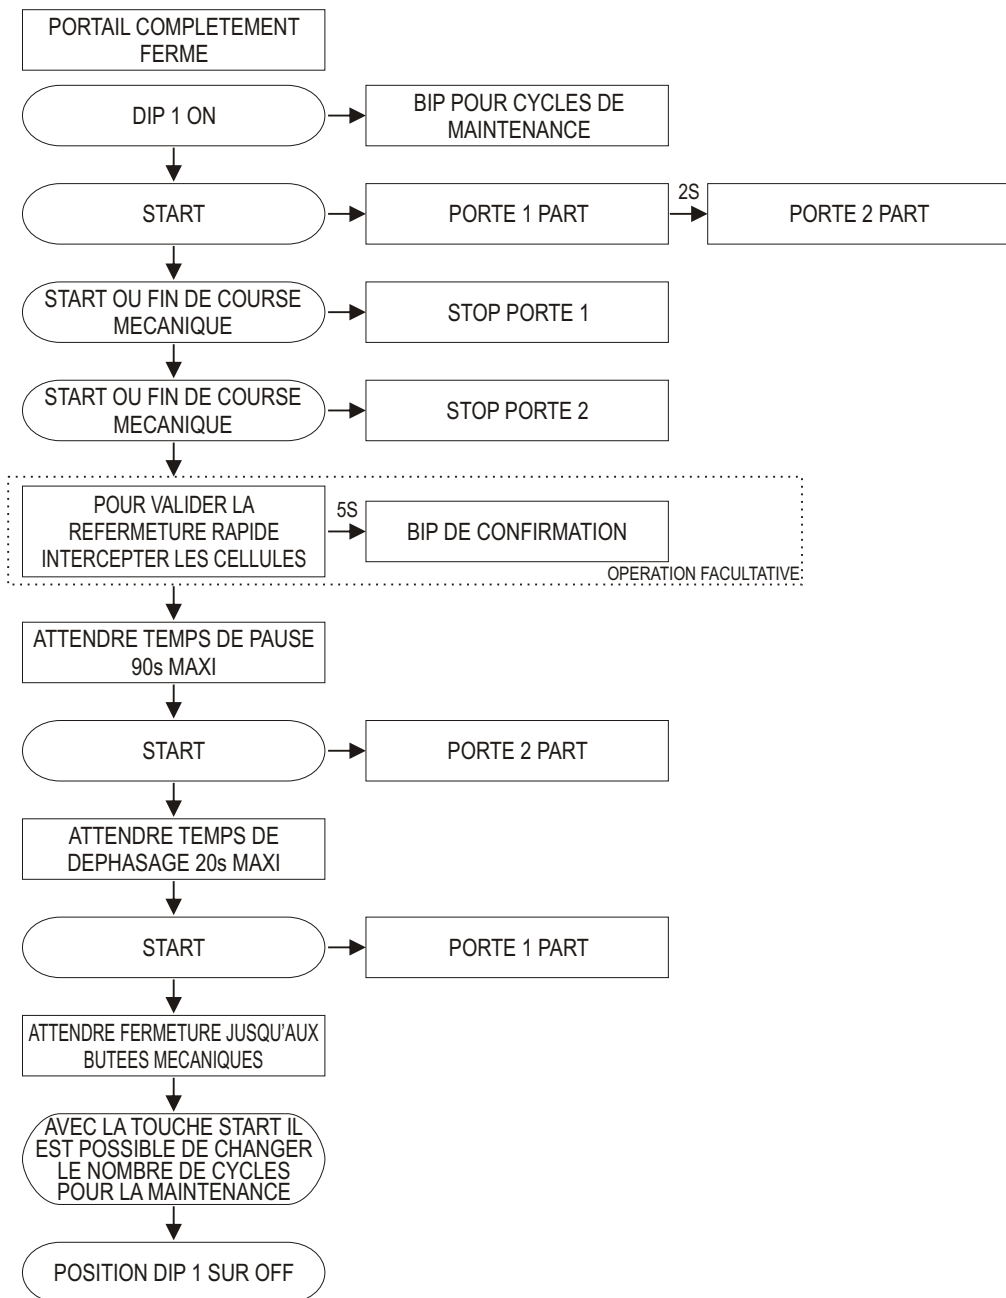 PORTAIL COMPLETEMENT
FERME
DIP 1 ON
BIP POUR CYCLES DE
MAINTENANCE
START
PORTE 1 PART
2S
PORTE 2 PART
START OU FIN DE COURSE
MECANIQUE
STOP PORTE 1
START OU FIN DE COURSE
MECANIQUE
STOP PORTE 2
POUR VALIDER LA
REFERMETURE RAPIDE
INTERCEPTER LES CELLULES
5S
BIP DE CONFIRMATION
OPERATION FACULTATIVE
ATTENDRE TEMPS DE PAUSE
90s MAXI
START
PORTE 2 PART
ATTENDRE TEMPS DE
DEPHASAGE 20s MAXI
START
PORTE 1 PART
ATTENDRE FERMETURE JUSQU'AUX
BUTEES MECANIQUES
AVEC LA TOUCHE START IL
EST POSSIBLE DE CHANGER
LE NOMBRE DE CYCLES
POUR LA MAINTENANCE
POSITION DIP 1 SUR OFF